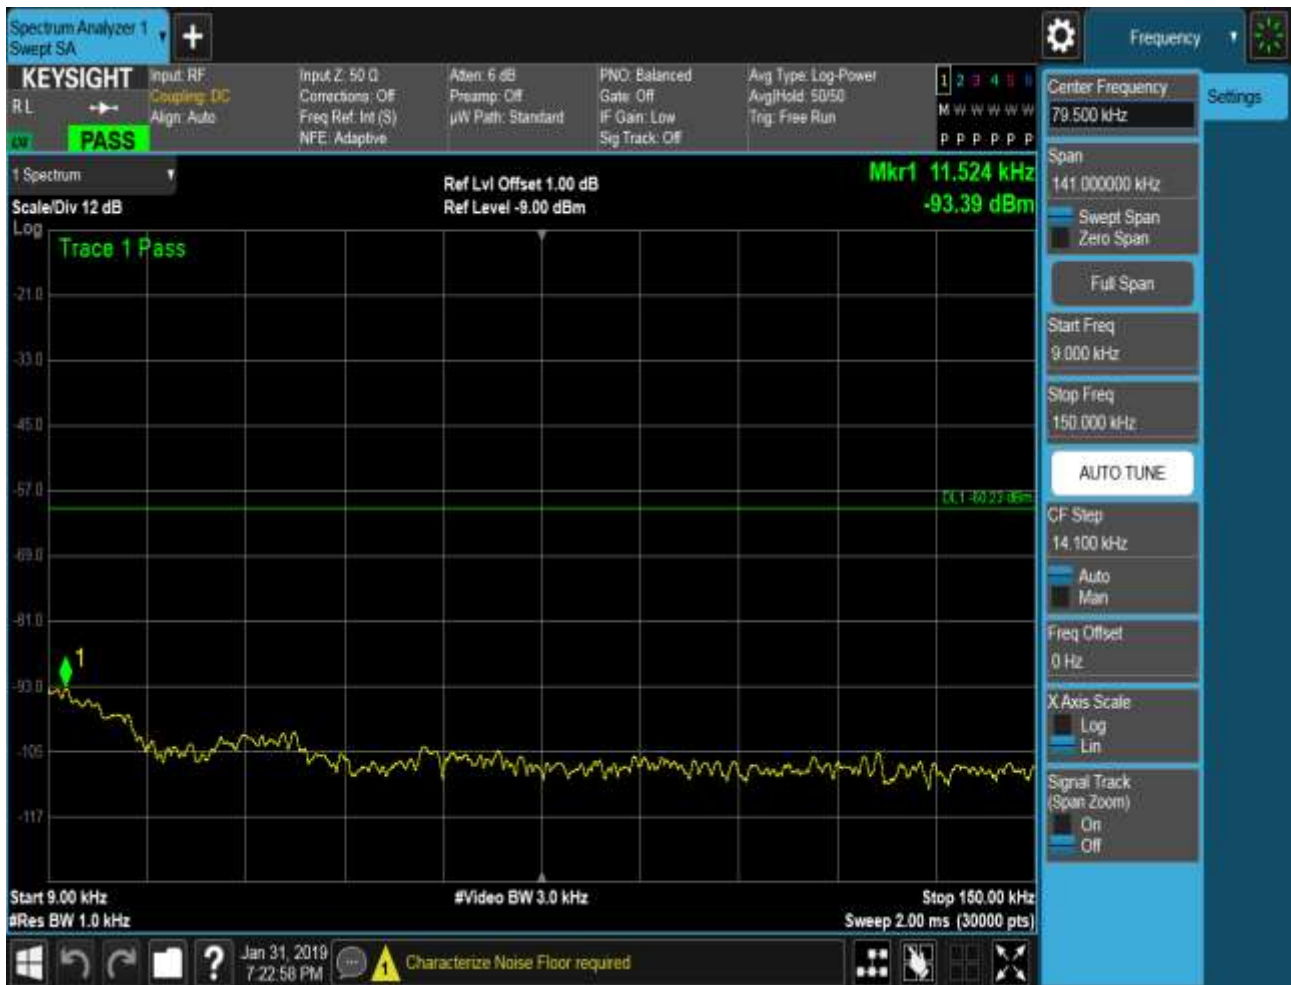 Spectrum Analyzer 1
Swept SA
Frequency
KEYSIGHT
R L
PASS
Input: RF
Coupling: DC
Align: Auto
Input Z: 50 Ω
Corrections: Off
Freq Ref: Int (S)
NFE: Adaptive
Atten: 6 dB
Preamp: Off
µW Path: Standard
PNO: Balanced
Gate: Off
IF Gain: Low
Sig Track: Off
Avg Type: Log-Power
Avg|Hold: 50/50
Trig: Free Run
1 2 3 4 5 6
M W W W W W
P P P P P P
1 Spectrum
Scale/Div 12 dB
Log
Ref Lvl Offset 1.00 dB
Ref Level -9.00 dBm
Mkr1 11.524 kHz
-93.39 dBm
Trace 1 Pass
-21.0
-33.0
-45.0
-57.0
DL1 -60.23 dBm
-69.0
-81.0
1
-93.0
-105
-117
Start 9.00 kHz
#Video BW 3.0 kHz
Stop 150.00 kHz
#Res BW 1.0 kHz
Sweep 2.00 ms (30000 pts)
Center Frequency
79.500 kHz
Settings
Span
141.000000 kHz
Swept Span
Zero Span
Full Span
Start Freq
9.000 kHz
Stop Freq
150.000 kHz
AUTO TUNE
CF Step
14.100 kHz
Auto
Man
Freq Offset
0 Hz
X Axis Scale
Log
Lin
Signal Track
(Span Zoom)
On
Off
?
Jan 31, 2019
7:22:58 PM
1
Characterize Noise Floor required